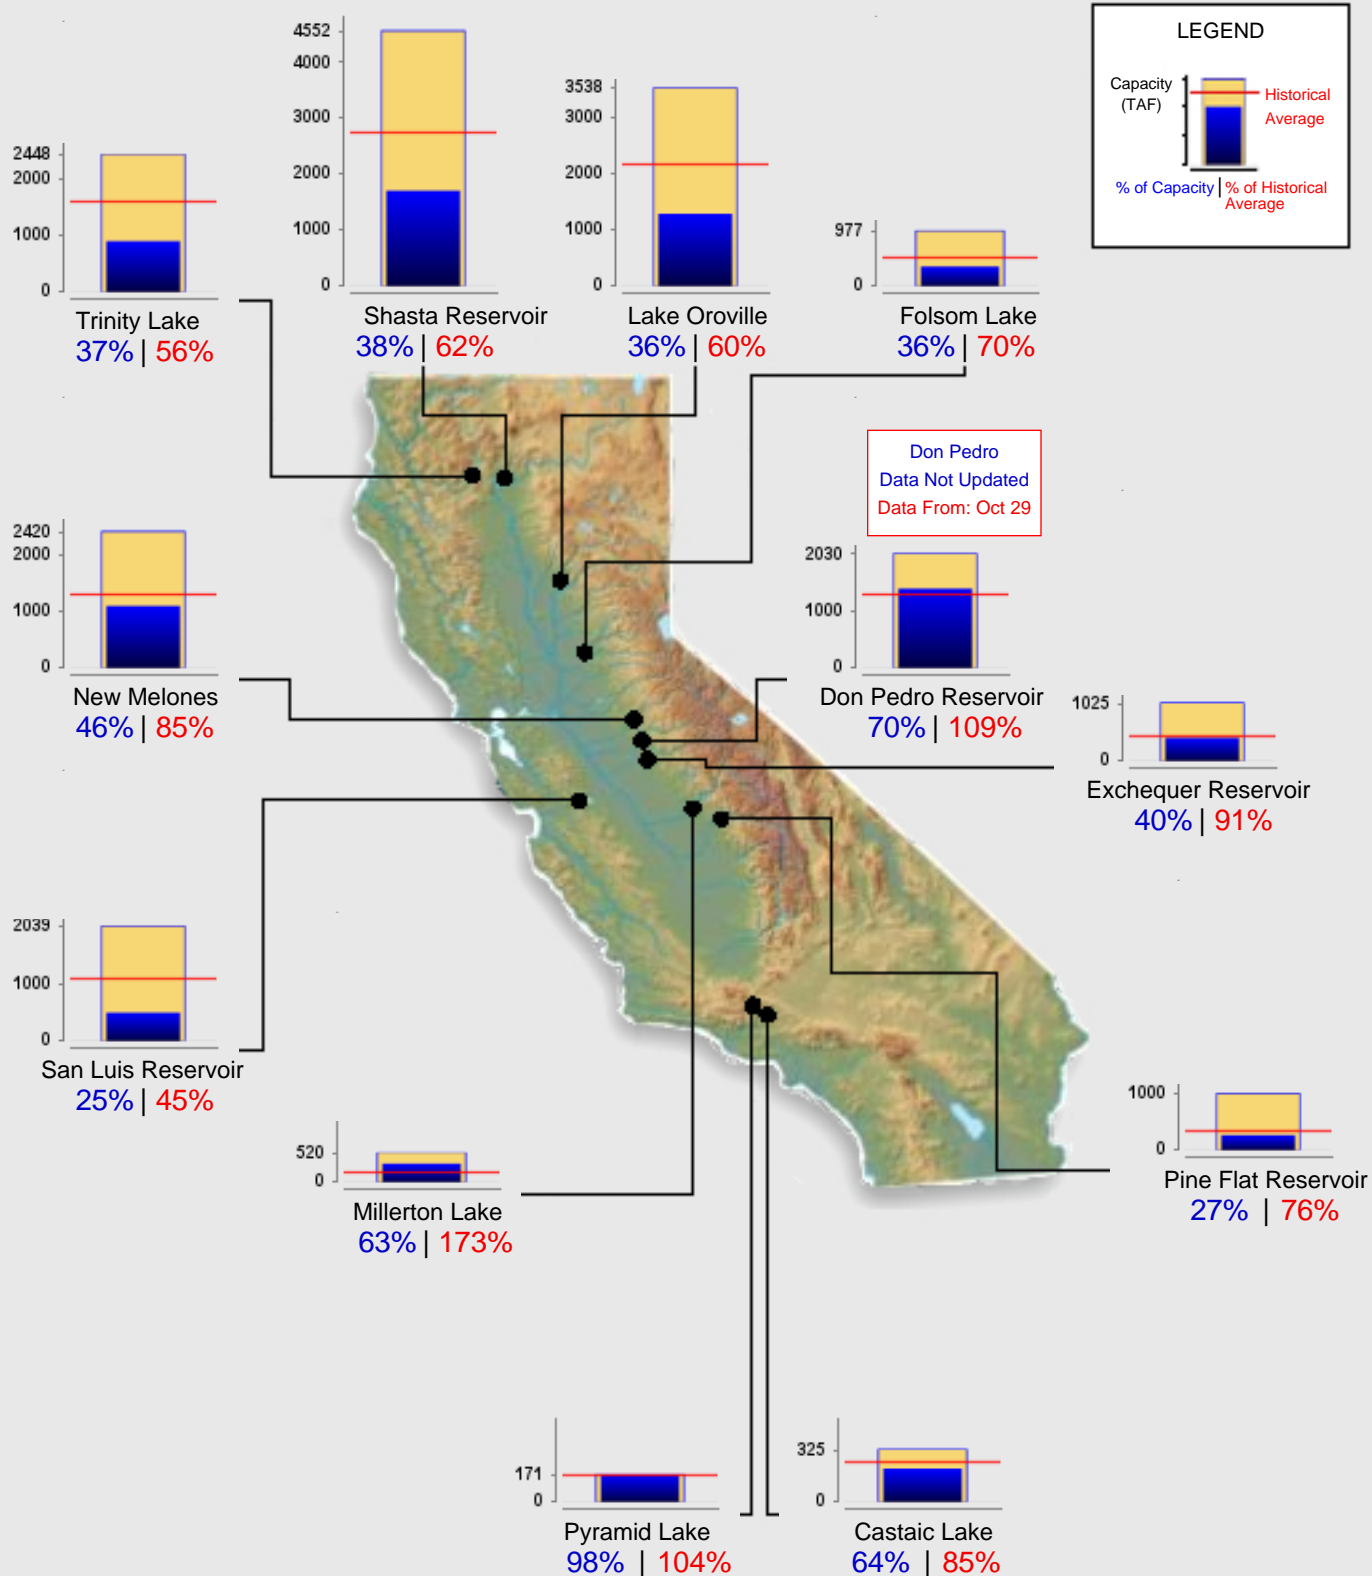 LEGEND
Capacity
(TAF)
Historical
Average
% of Capacity | % of Historical
Average
4552
4000
3000
2000
1000
0
Shasta Reservoir
38% | 62%
3538
3000
2000
1000
0
Lake Oroville
36% | 60%
2448
2000
1000
0
Trinity Lake
37% | 56%
977
0
Folsom Lake
36% | 70%
Don Pedro
Data Not Updated
Data From: Oct 29
2420
2000
1000
0
New Melones
46% | 85%
2030
1000
0
Don Pedro Reservoir
70% | 109%
1025
0
Exchequer Reservoir
40% | 91%
2039
1000
0
San Luis Reservoir
25% | 45%
520
0
Millerton Lake
63% | 173%
1000
0
Pine Flat Reservoir
27% | 76%
171
0
Pyramid Lake
98% | 104%
325
0
Castaic Lake
64% | 85%